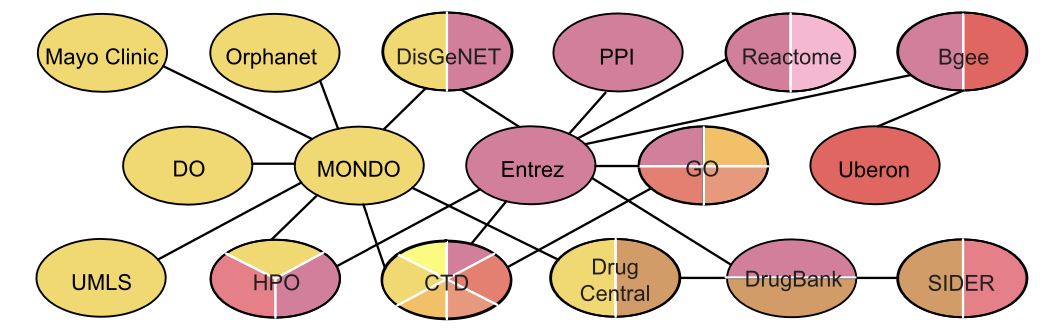 Mayo Clinic
Orphanet
DisGeNET
PPI
Reactome
Bgee
DO
MONDO
Entrez
GO
Uberon
UMLS
HPO
CTD
Drug
Central
DrugBank
SIDER